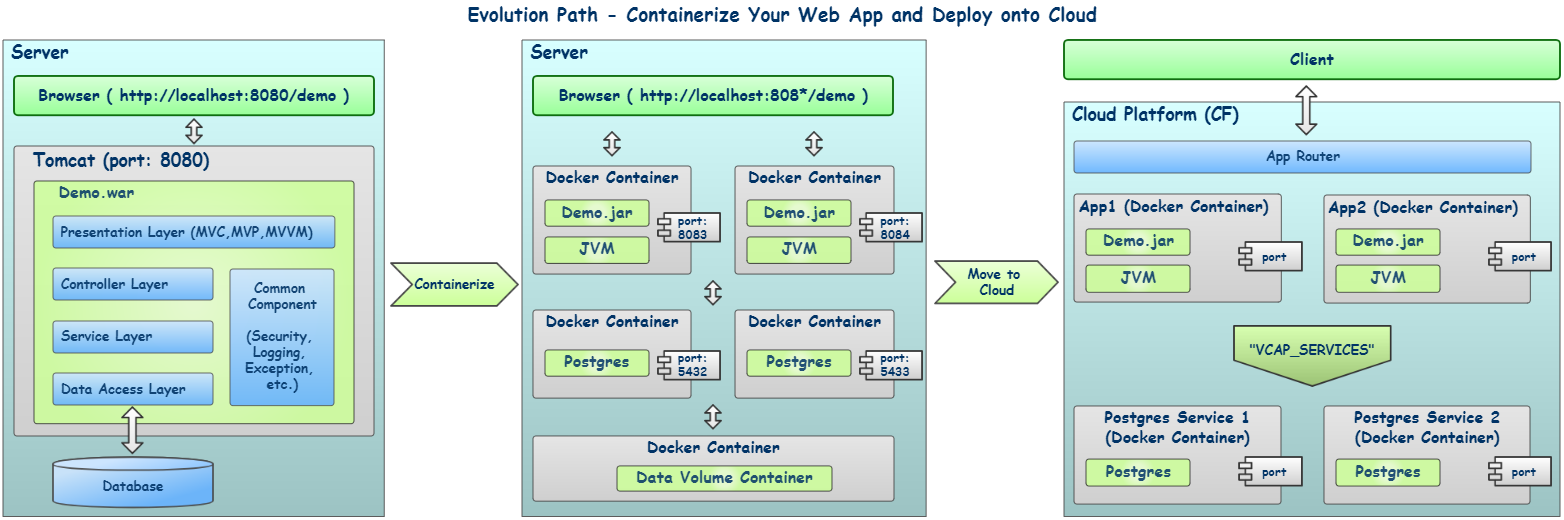 Evolution Path - Containerize Your Web App and Deploy onto Cloud
Server
Browser ( http://localhost:8080/demo )
Tomcat (port: 8080)
Demo.war
Presentation Layer (MVC,MVP,MVVM)
Controller Layer
Service Layer
Data Access Layer
Common
Component
(Security,
Logging,
Exception,
etc.)
Database
Containerize
Server
Browser ( http://localhost:808*/demo )
Docker Container
Demo.jar
JVM
port:
8083
Docker Container
Demo.jar
JVM
port:
8084
Docker Container
Postgres
port:
5432
Docker Container
Postgres
port:
5433
Docker Container
Data Volume Container
Move to
Cloud
Client
Cloud Platform (CF)
App Router
App1 (Docker Container)
Demo.jar
JVM
port
App2 (Docker Container)
Demo.jar
JVM
port
"VCAP_SERVICES"
Postgres Service 1
(Docker Container)
Postgres
port
Postgres Service 2
(Docker Container)
Postgres
port